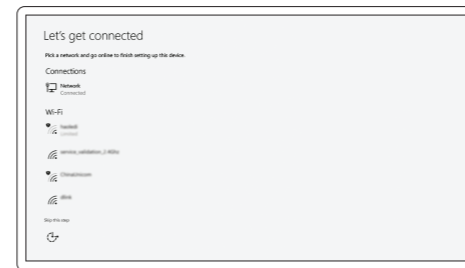 Let's get connected
Pick a network and go online to finish setting up this device.
Connections
Network
Connected
Wi-Fi
service_validation_2.4Ghz
Chinaunicom
dlink
Skip this step